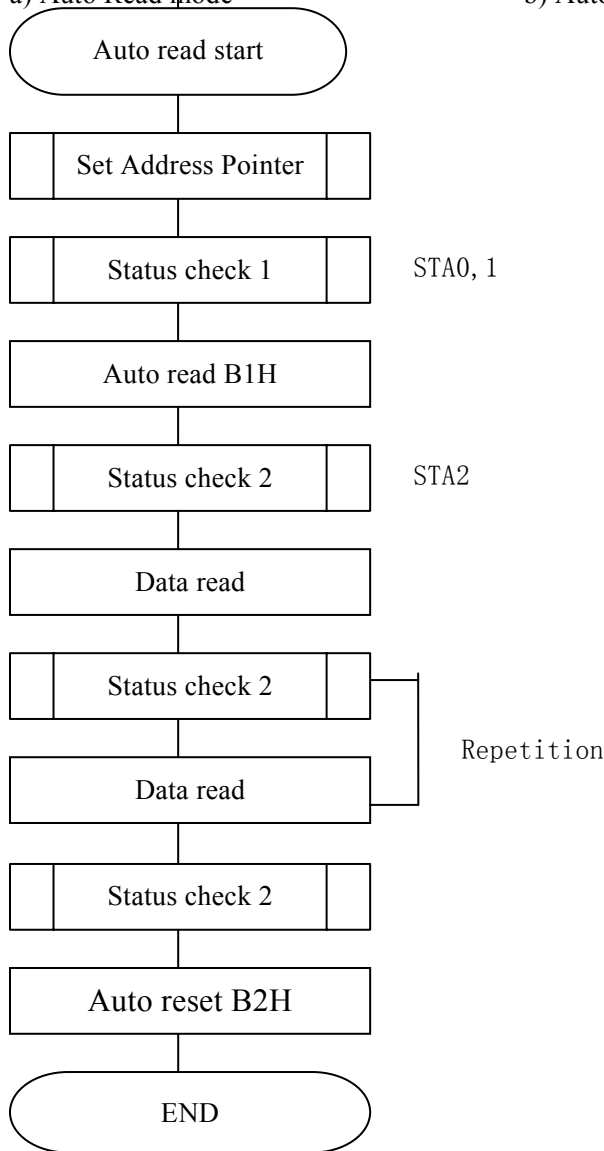 a) Auto Read mode
b) Auto
Auto read start
Set Address Pointer
Status check 1
STA0, 1
Auto read B1H
Status check 2
STA2
Data read
Status check 2
Repetition
Data read
Status check 2
Auto reset B2H
END